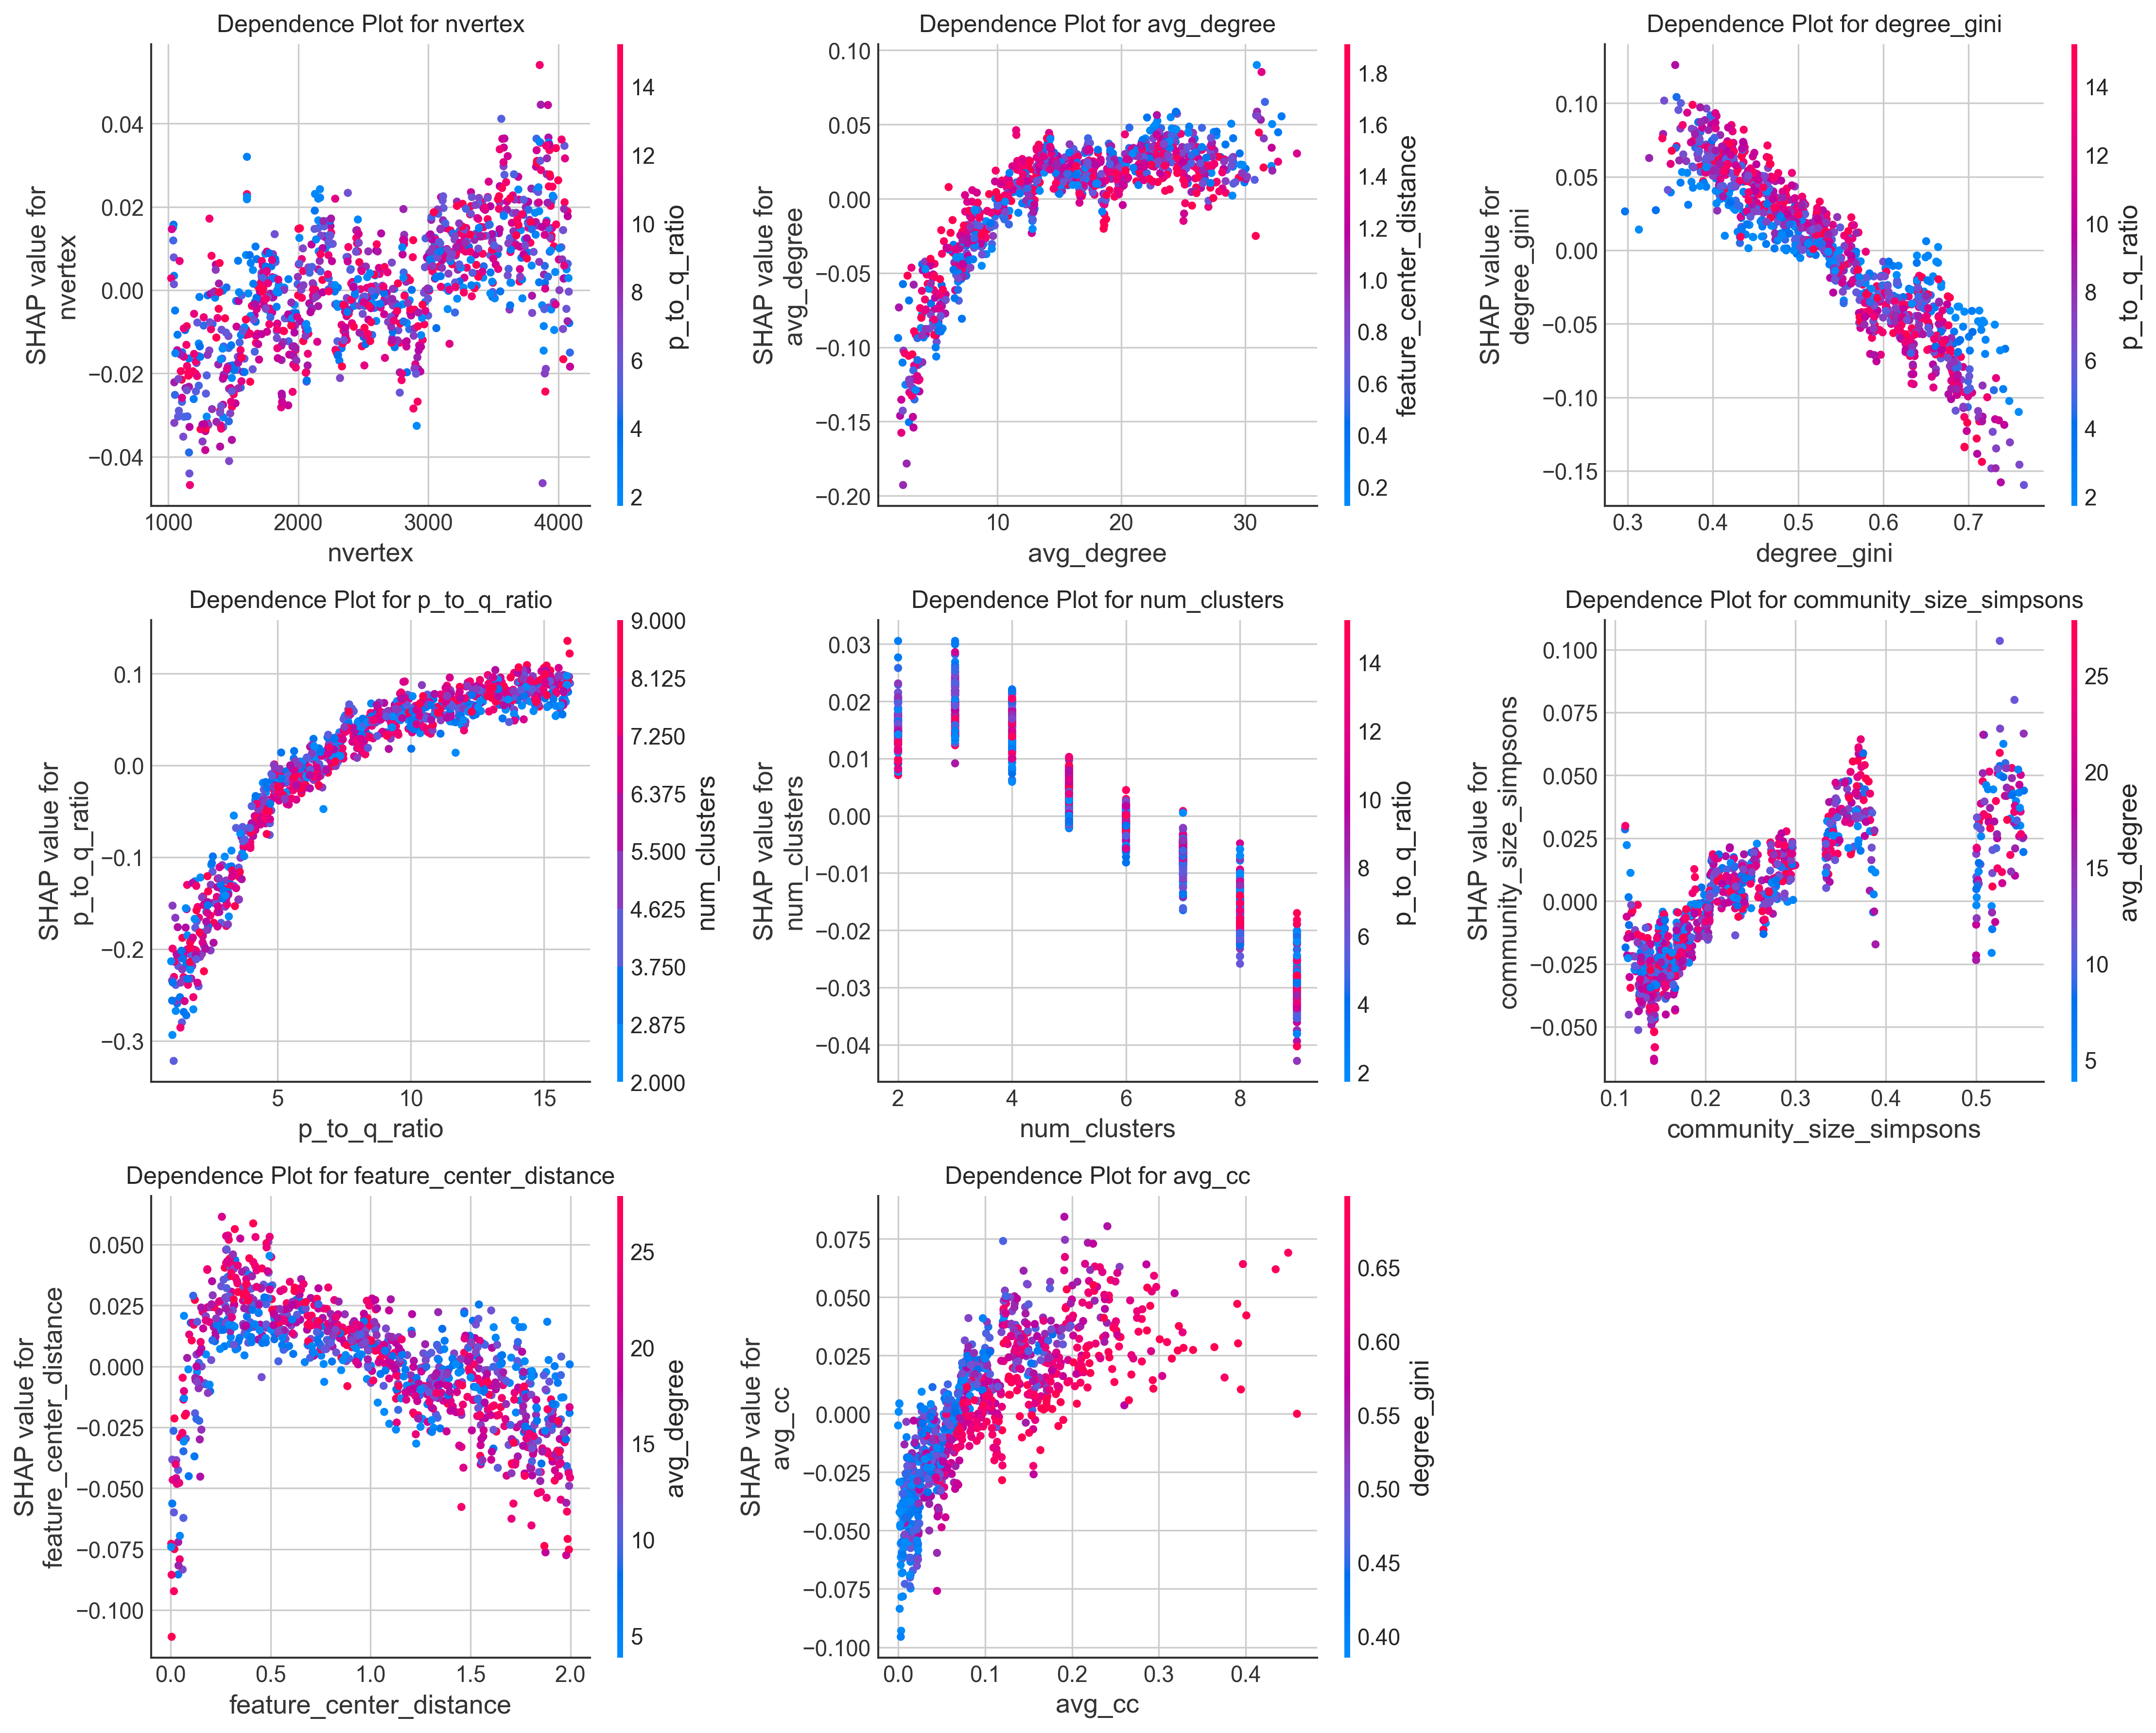 Dependence Plot for nvertex
0.04
0.02
0.00
−0.02
−0.04
SHAP value for
nvertex
1000 2000 3000 4000
nvertex
14
12
10
8
6
4
2
p_to_q_ratio
Dependence Plot for avg_degree
0.10
0.05
0.00
−0.05
−0.10
−0.15
−0.20
SHAP value for
avg_degree
10 20 30
avg_degree
1.8
1.6
1.4
1.2
1.0
0.8
0.6
0.4
0.2
feature_center_distance
Dependence Plot for degree_gini
0.10
0.05
0.00
−0.05
−0.10
−0.15
SHAP value for
degree_gini
0.3 0.4 0.5 0.6 0.7
degree_gini
14
12
10
8
6
4
2
p_to_q_ratio
Dependence Plot for p_to_q_ratio
0.1
0.0
−0.1
−0.2
−0.3
SHAP value for
p_to_q_ratio
5 10 15
p_to_q_ratio
9.000
8.125
7.250
6.375
5.500
4.625
3.750
2.875
2.000
num_clusters
Dependence Plot for num_clusters
0.03
0.02
0.01
0.00
−0.01
−0.02
−0.03
−0.04
SHAP value for
num_clusters
2 4 6 8
num_clusters
14
12
10
8
6
4
2
p_to_q_ratio
Dependence Plot for community_size_simpsons
0.100
0.075
0.050
0.025
0.000
−0.025
−0.050
SHAP value for
community_size_simpsons
0.1 0.2 0.3 0.4 0.5
community_size_simpsons
25
20
15
10
5
avg_degree
Dependence Plot for feature_center_distance
0.050
0.025
0.000
−0.025
−0.050
−0.075
−0.100
SHAP value for
feature_center_distance
0.0 0.5 1.0 1.5 2.0
feature_center_distance
25
20
15
10
5
avg_degree
Dependence Plot for avg_cc
0.075
0.050
0.025
0.000
−0.025
−0.050
−0.075
−0.100
SHAP value for
avg_cc
0.0 0.1 0.2 0.3 0.4
avg_cc
0.65
0.60
0.55
0.50
0.45
0.40
degree_gini